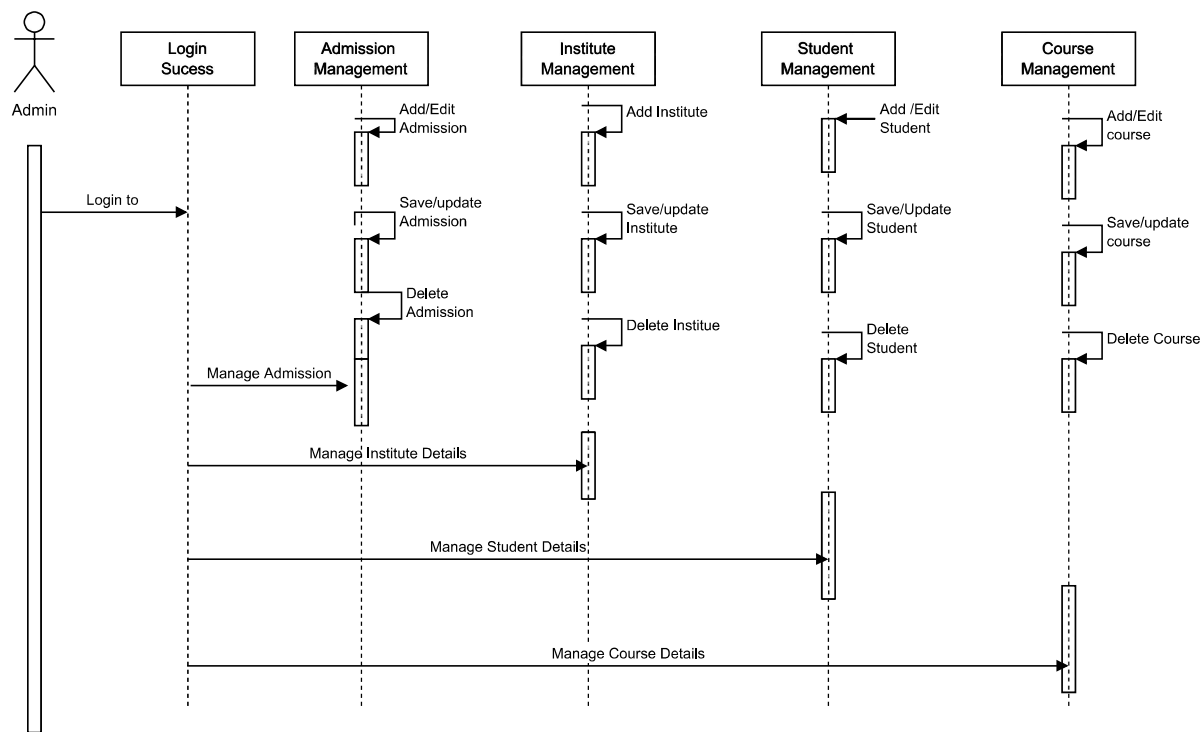 Admin
Login
Sucess
Admission
Management
Institute
Management
Student
Management
Course
Management
Add/Edit
Admission
Add Institute
Add /Edit
Student
Add/Edit
course
Login to
Save/update
Admission
Save/update
Institute
Save/Update
Student
Save/update
course
Delete
Admission
Delete Institue
Delete
Student
Delete Course
Manage Admission
Manage Institute Details
Manage Student Details
Manage Course Details